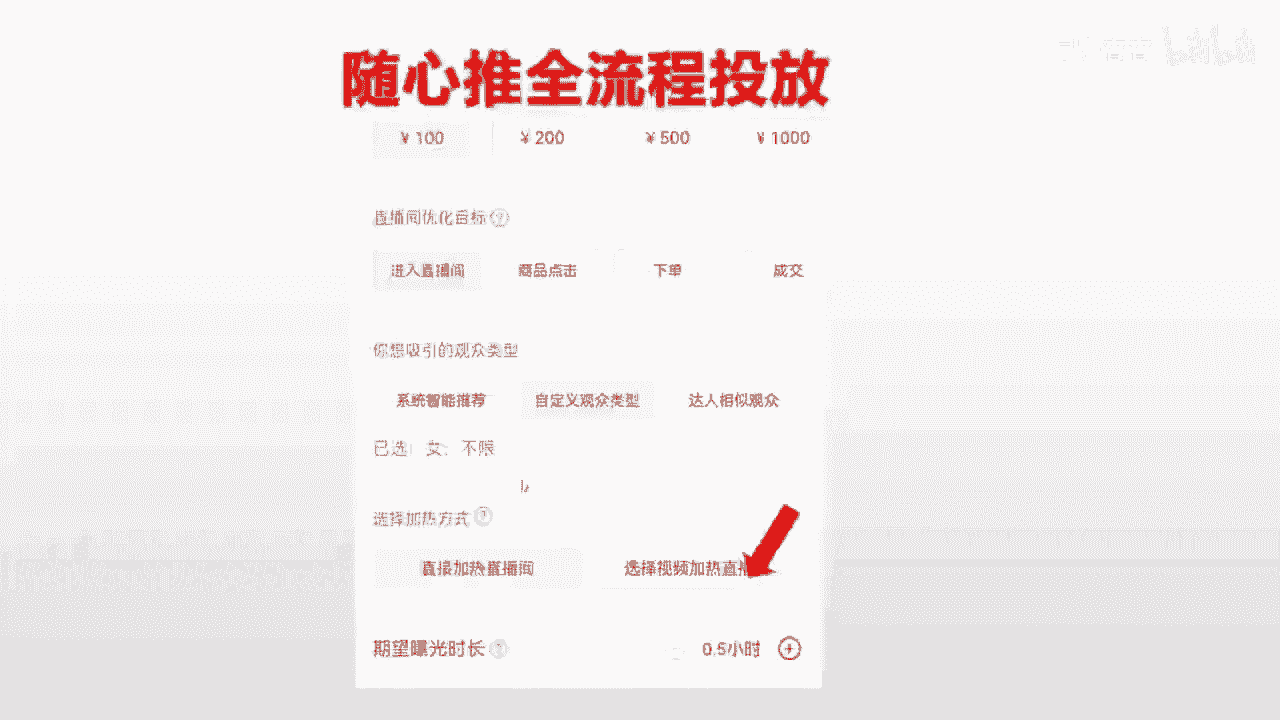 随心推全流程投放
¥ 100 ¥ 200 ¥ 500 ¥ 1000
直播间优化目标 ?
进入直播间 商品点击 下单 成交
你想吸引的观众类型
系统智能推荐 自定义观众类型 达人相似观众
已选 女: 不限
选择加热方式 ?
直接加热直播间 选择视频加热直播
期望曝光时长 ? 0.5小时